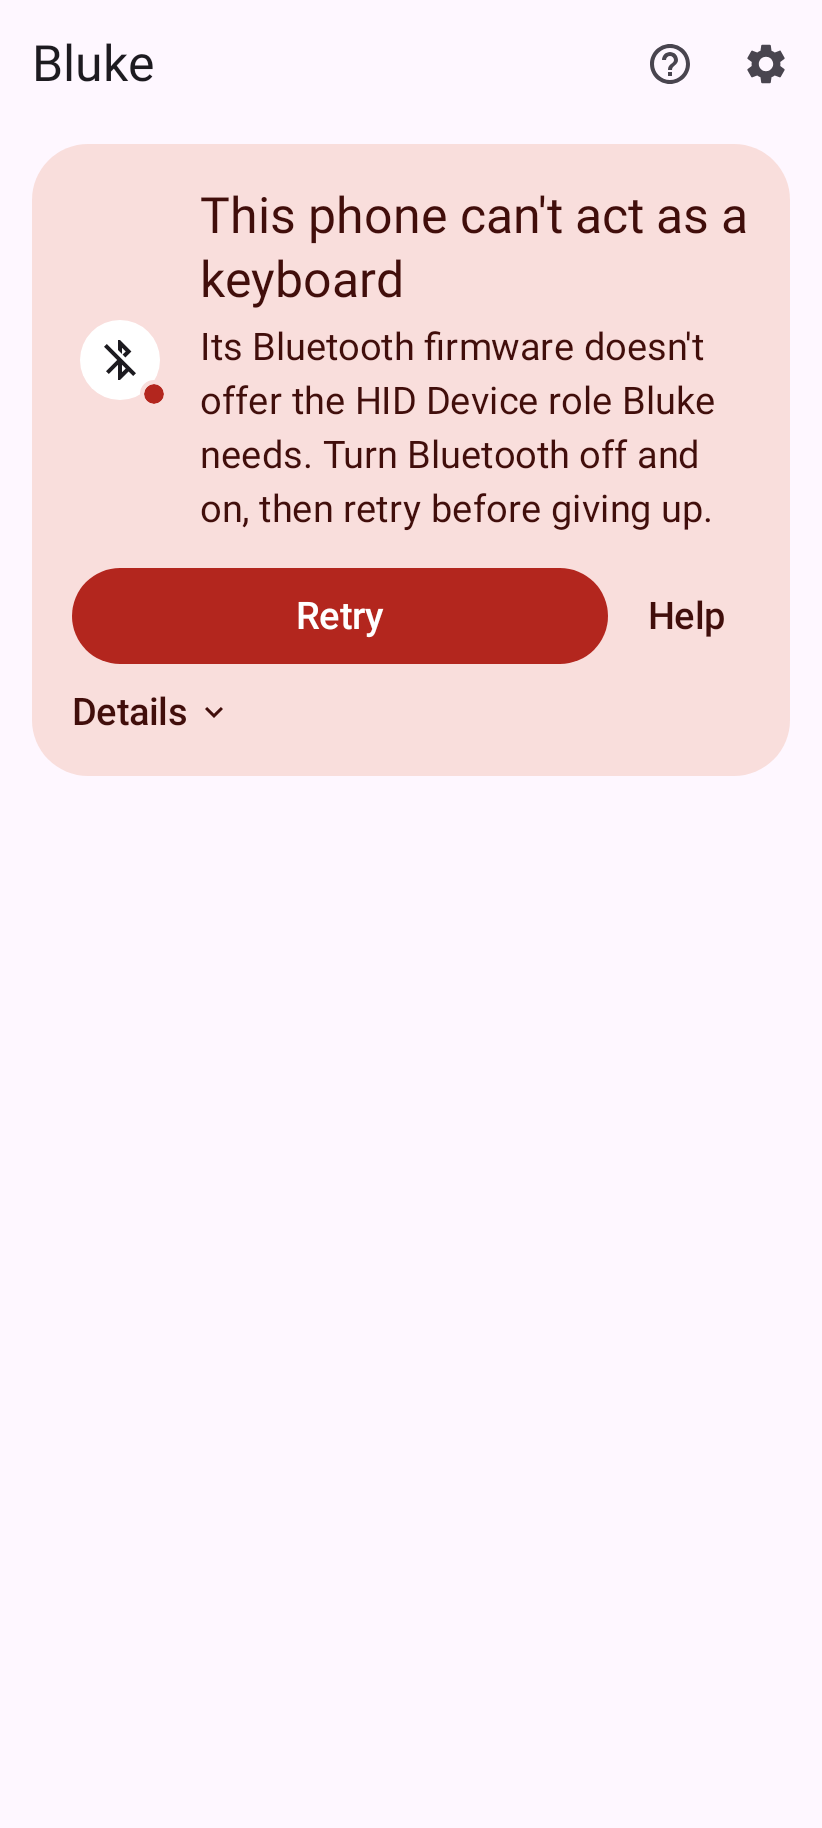 Bluke
This phone can't act as a
keyboard
Its Bluetooth firmware doesn't
offer the HID Device role Bluke
needs. Turn Bluetooth off and
on, then retry before giving up.
Retry
Help
Details